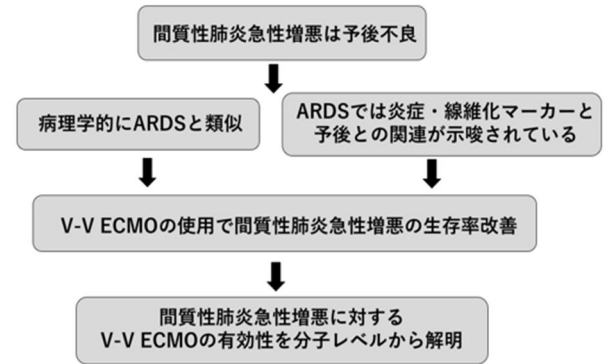 間質性肺炎急性増悪は予後不良
病理学的にARDSと類似
ARDSでは炎症・線維化マーカーと
予後との関連が示唆されている
V-V ECMOの使用で間質性肺炎急性増悪の生存率改善
間質性肺炎急性増悪に対する
V-V ECMOの有効性を分子レベルから解明